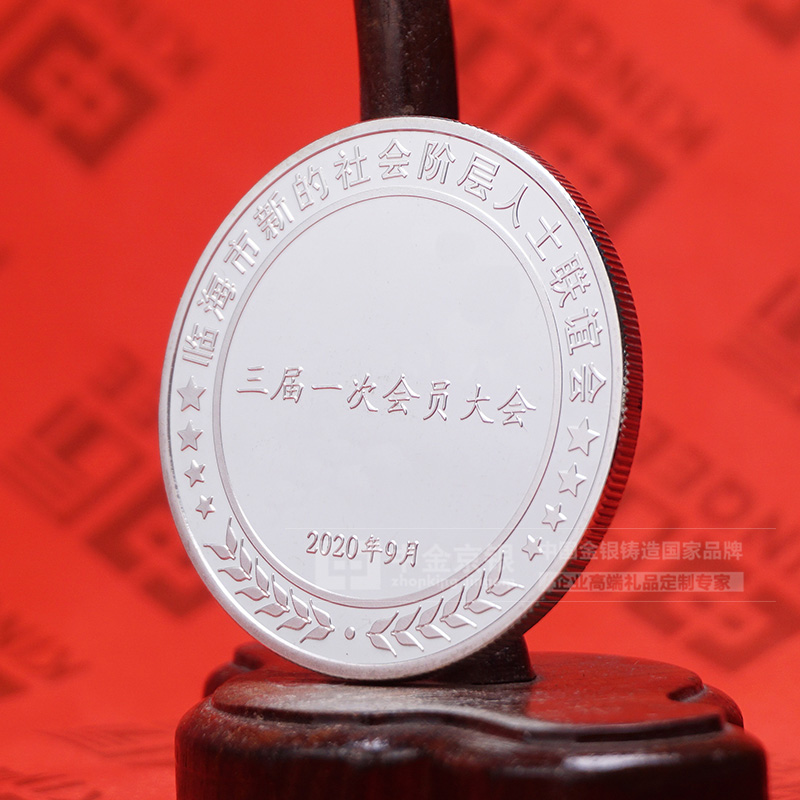 临海市新的社会阶层人士联谊会
三届一次会员大会
2020年9月
金京银
中国金银铸造国家品牌
企业高端礼品定制专家